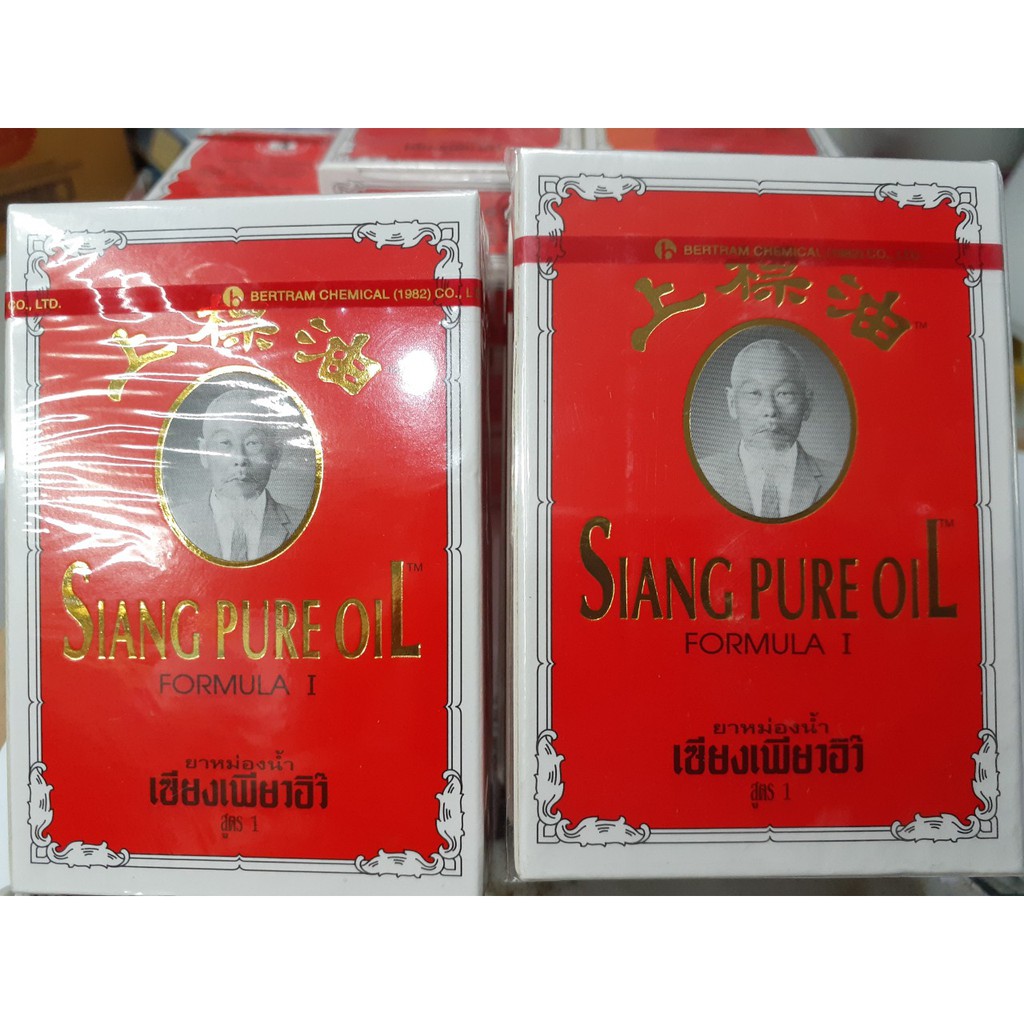 CO., LTD. BERTRAM CHEMICAL (1982) CO., L
上標油
SIANG PURE OIL™
FORMULA I
ยาหม่องน้ำ
เซียงเพียวอิ๊ว
สูตร 1
BERTRAM CHEMICAL (1982) CO., LTD.
上標油™
SIANG PURE OIL™
FORMULA I
ยาหม่องน้ำ
เซียงเพียวอิ๊ว
สูตร 1